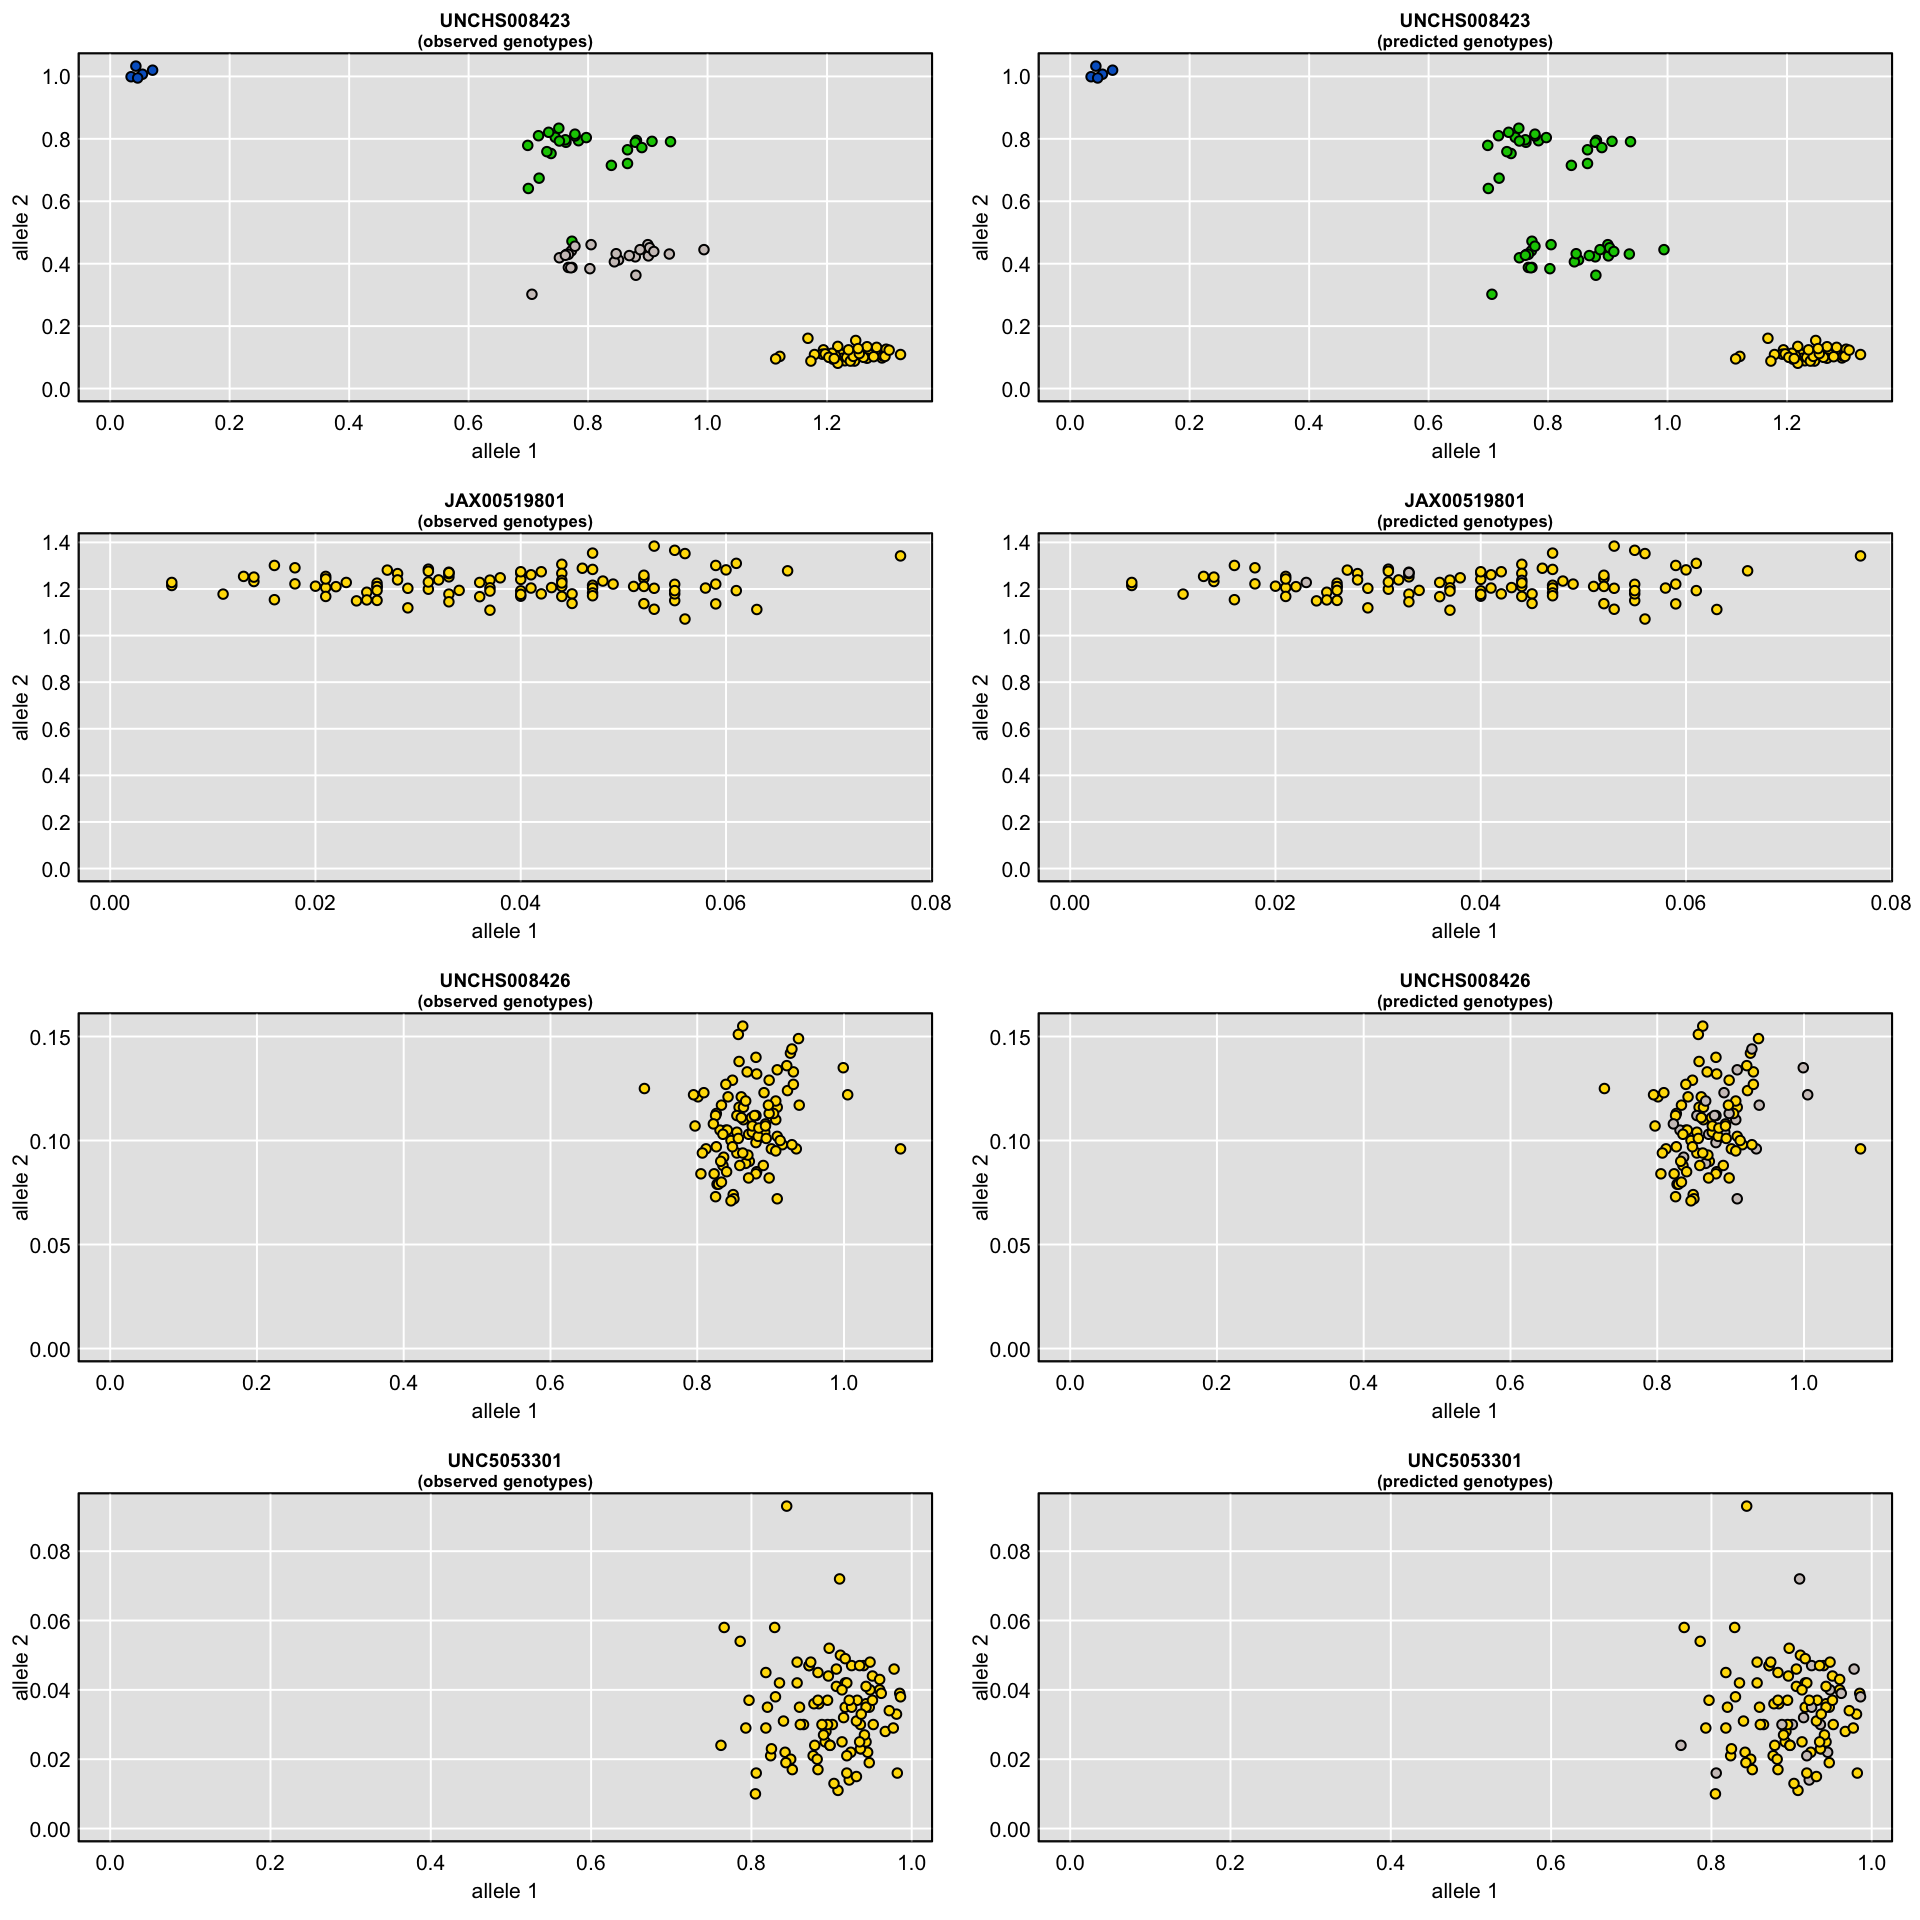 UNCHS008423
(observed genotypes)
allele 2
1.0
0.8
0.6
0.4
0.2
0.0
0.0 0.2 0.4 0.6 0.8 1.0 1.2
allele 1
UNCHS008423
(predicted genotypes)
allele 2
1.0
0.8
0.6
0.4
0.2
0.0
0.0 0.2 0.4 0.6 0.8 1.0 1.2
allele 1
JAX00519801
(observed genotypes)
allele 2
1.4
1.2
1.0
0.8
0.6
0.4
0.2
0.0
0.00 0.02 0.04 0.06 0.08
allele 1
JAX00519801
(predicted genotypes)
allele 2
1.4
1.2
1.0
0.8
0.6
0.4
0.2
0.0
0.00 0.02 0.04 0.06 0.08
allele 1
UNCHS008426
(observed genotypes)
allele 2
0.15
0.10
0.05
0.00
0.0 0.2 0.4 0.6 0.8 1.0
allele 1
UNCHS008426
(predicted genotypes)
allele 2
0.15
0.10
0.05
0.00
0.0 0.2 0.4 0.6 0.8 1.0
allele 1
UNC5053301
(observed genotypes)
allele 2
0.08
0.06
0.04
0.02
0.00
0.0 0.2 0.4 0.6 0.8 1.0
allele 1
UNC5053301
(predicted genotypes)
allele 2
0.08
0.06
0.04
0.02
0.00
0.0 0.2 0.4 0.6 0.8 1.0
allele 1